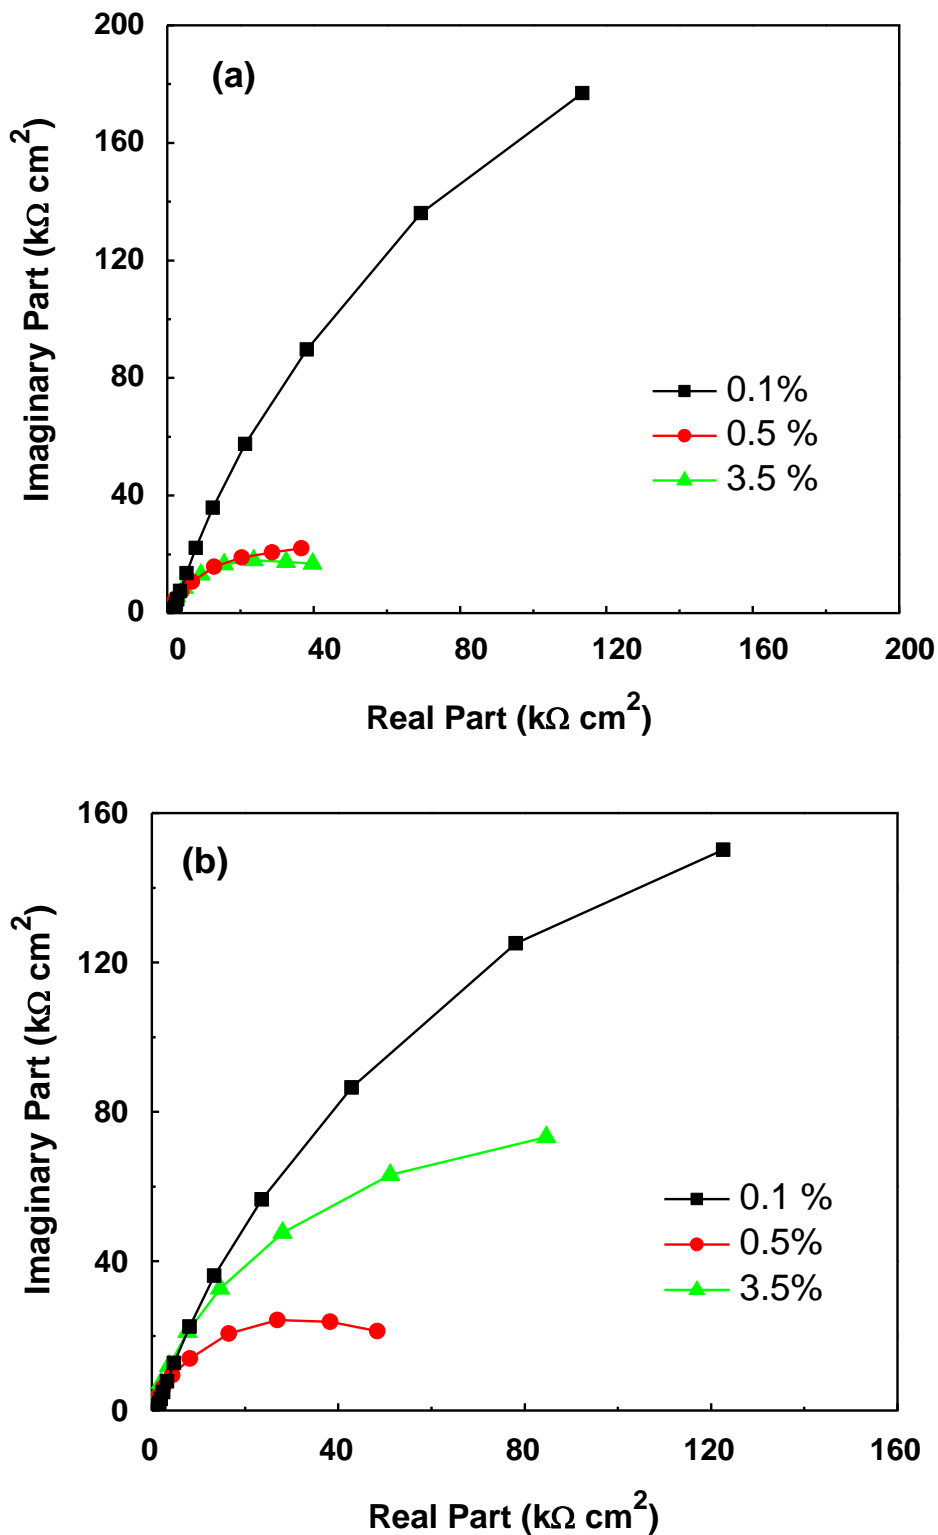 (a)
200
160
120
80
40
0
Imaginary Part (kΩ cm²)
0.1%
0.5 %
3.5 %
0 40 80 120 160 200
Real Part (kΩ cm²)
(b)
160
120
80
40
0
Imaginary Part (kΩ cm²)
0.1 %
0.5%
3.5%
0 40 80 120 160
Real Part (kΩ cm²)